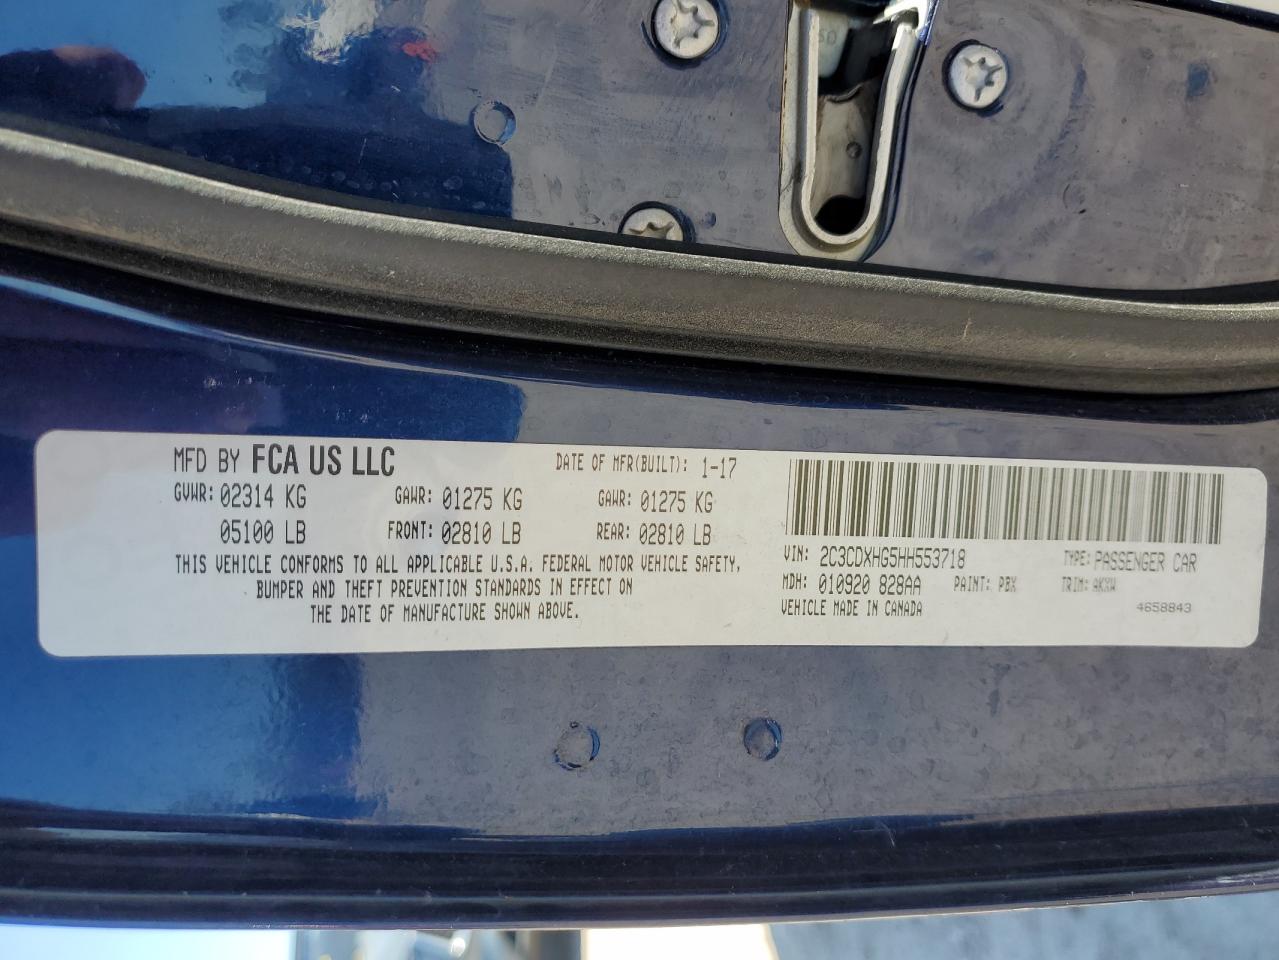 MFD BY FCA US LLC DATE OF MFR(BUILT): 1-17
GVWR: 02314 KG GAWR: 01275 KG GAWR: 01275 KG
05100 LB FRONT: 02810 LB REAR: 02810 LB
THIS VEHICLE CONFORMS TO ALL APPLICABLE U.S.A. FEDERAL MOTOR VEHICLE SAFETY,
BUMPER AND THEFT PREVENTION STANDARDS IN EFFECT ON
THE DATE OF MANUFACTURE SHOWN ABOVE.
VIN: 2C3CDXHG5HH553718 TYPE: PASSENGER CAR
MDH: 010920 828AA PAINT: PBX TRIM: AKXW
VEHICLE MADE IN CANADA 4658843